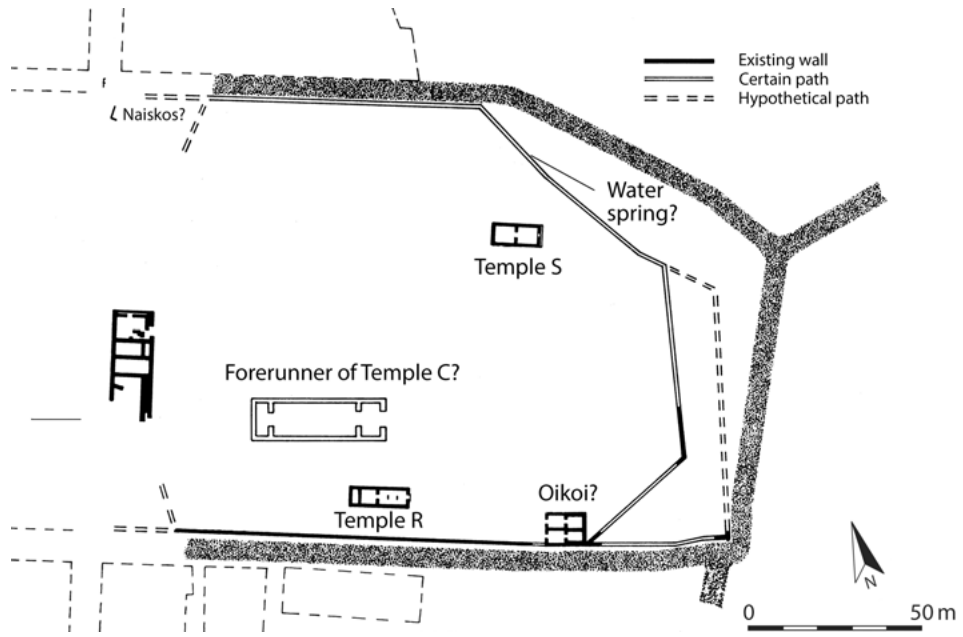 Existing wall
Certain path
Hypothetical path
Naiskos?
Water
spring?
Temple S
Forerunner of Temple C?
Oikoi?
Temple R
N
0
50 m